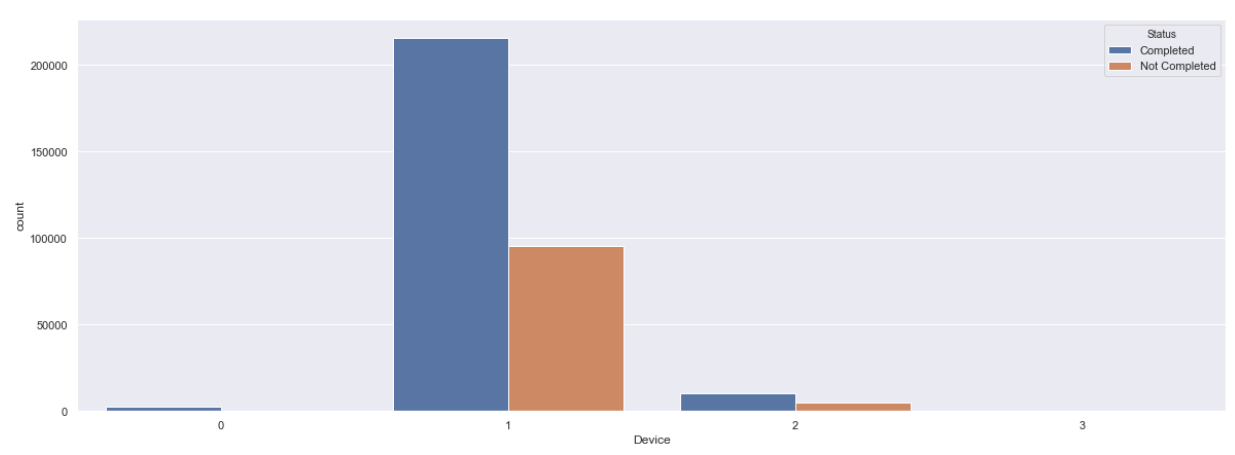 Status
Completed
Not Completed
200000
150000
100000
50000
0
count
0 1 2 3
Device